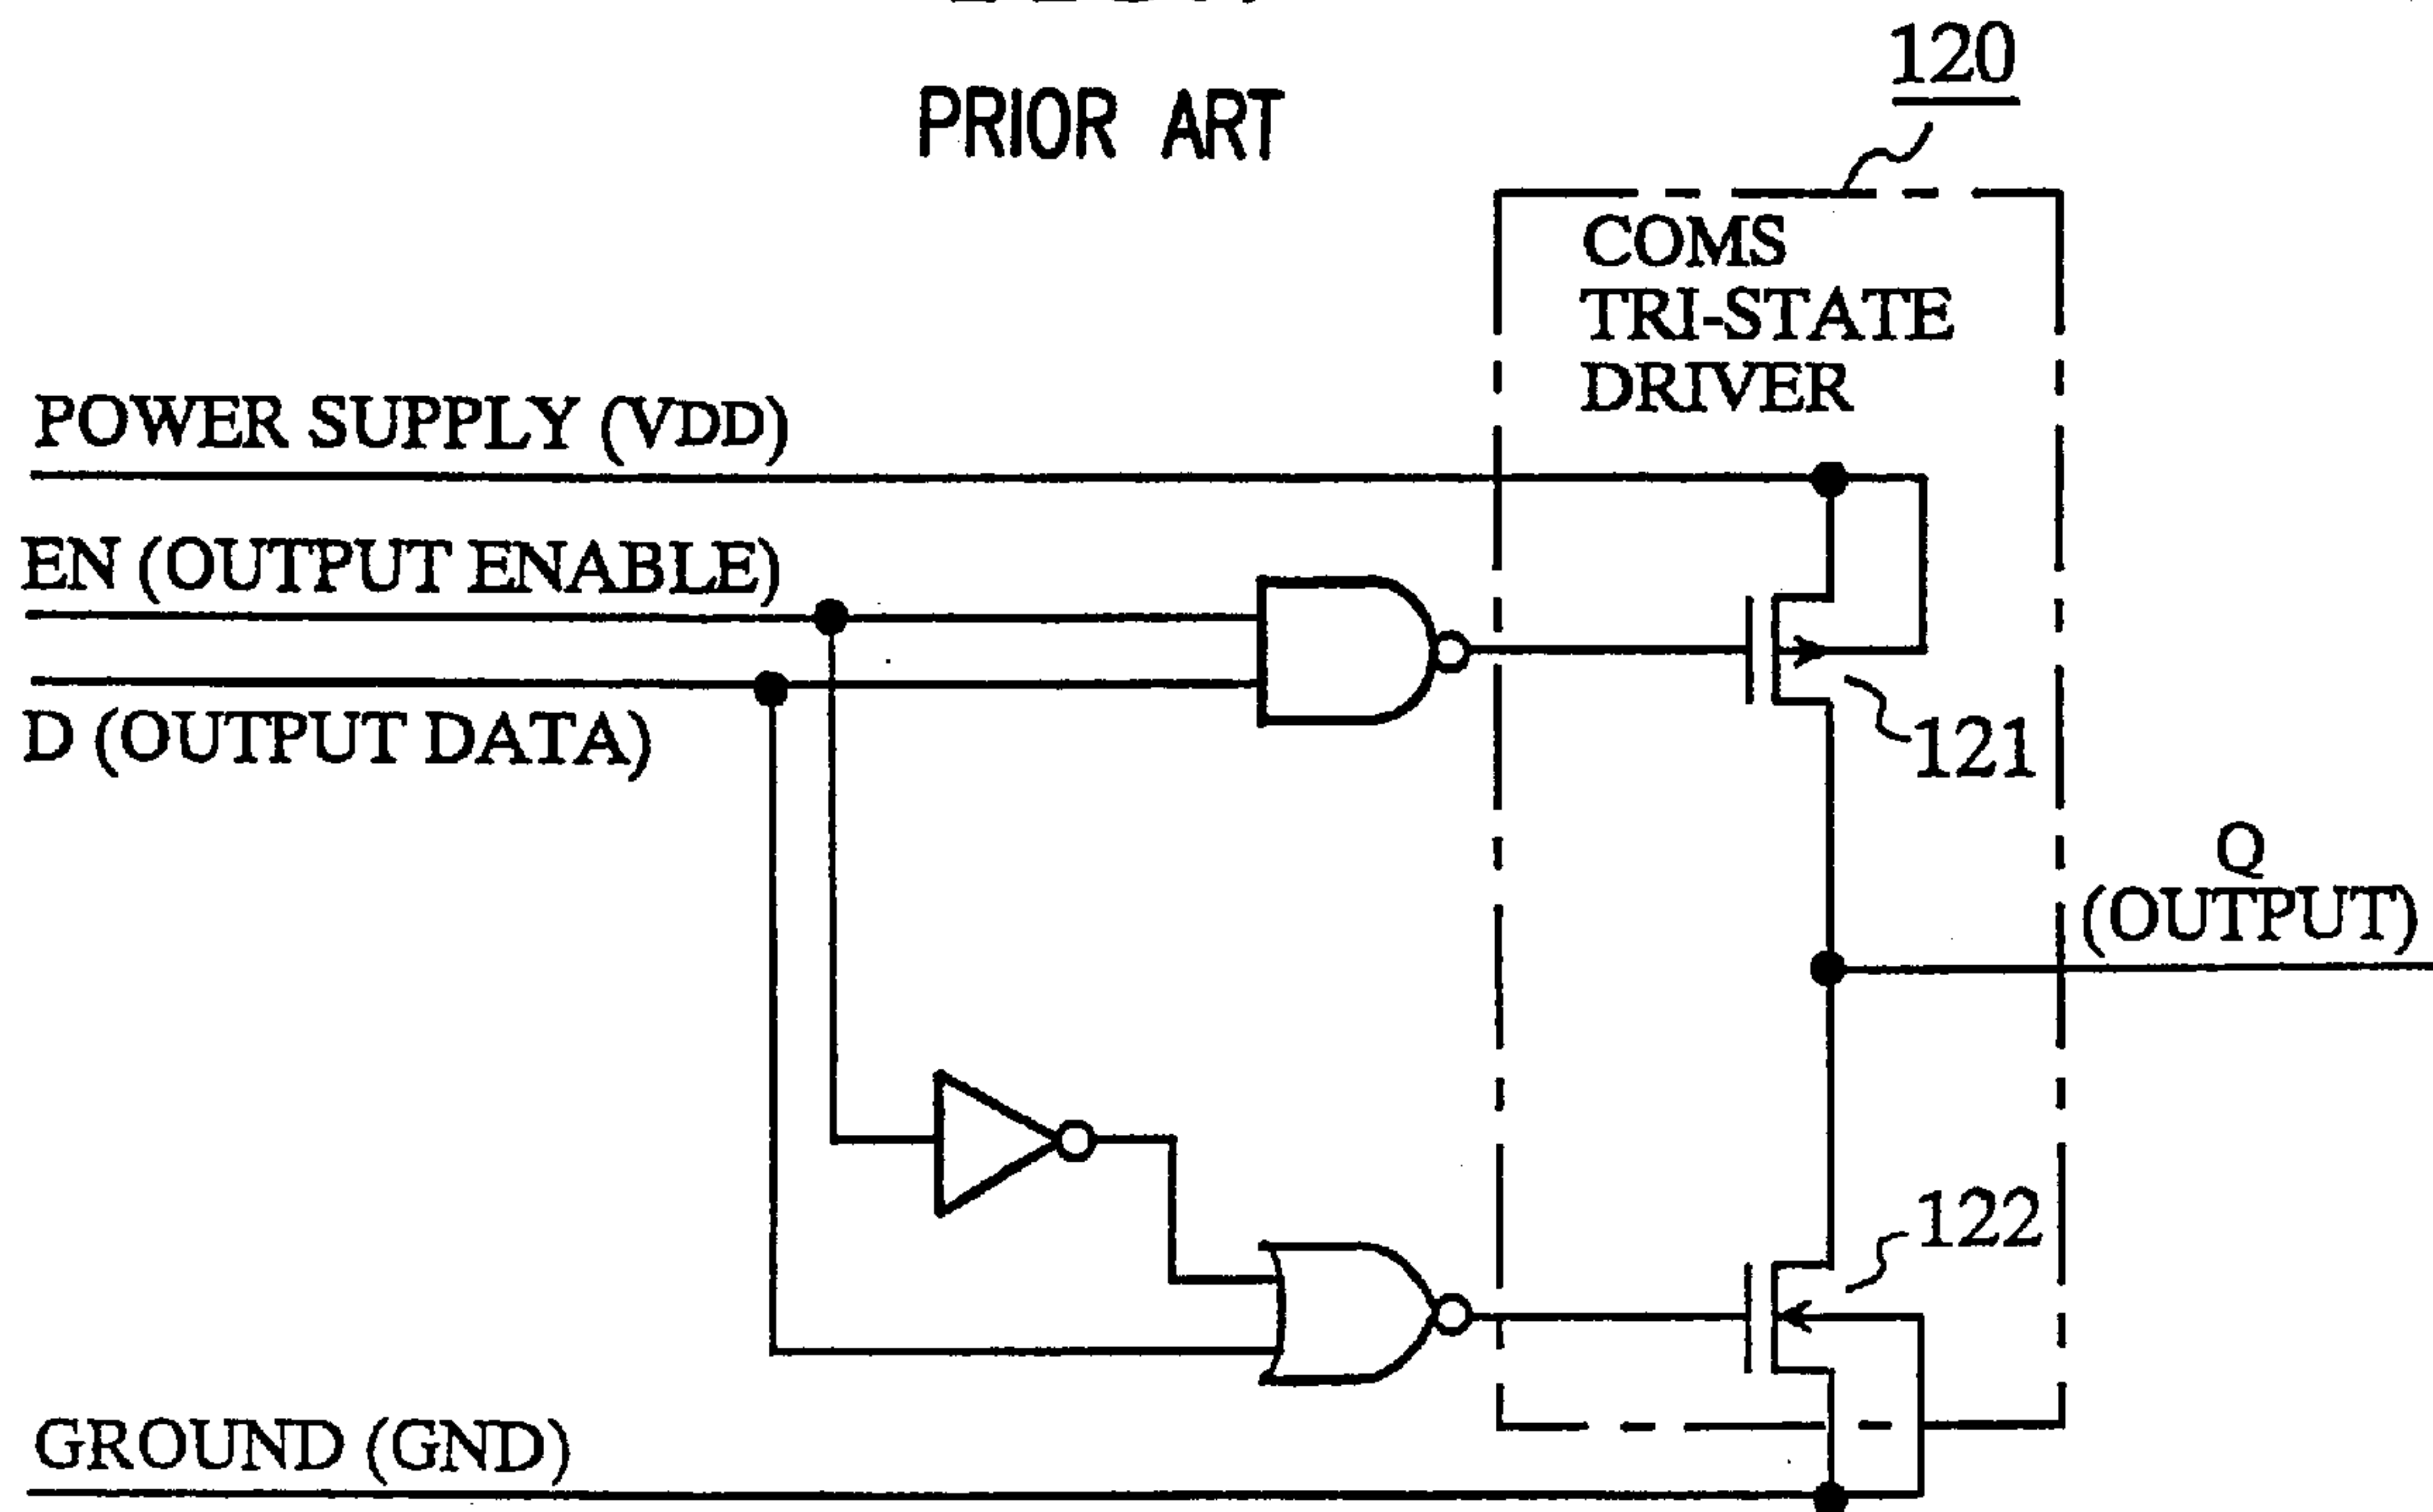 PRIOR ART
120
COMS
TRI-STATE
DRIVER
POWER SUPPLY (VDD)
EN (OUTPUT ENABLE)
D (OUTPUT DATA)
121
Q
(OUTPUT)
122
GROUND (GND)